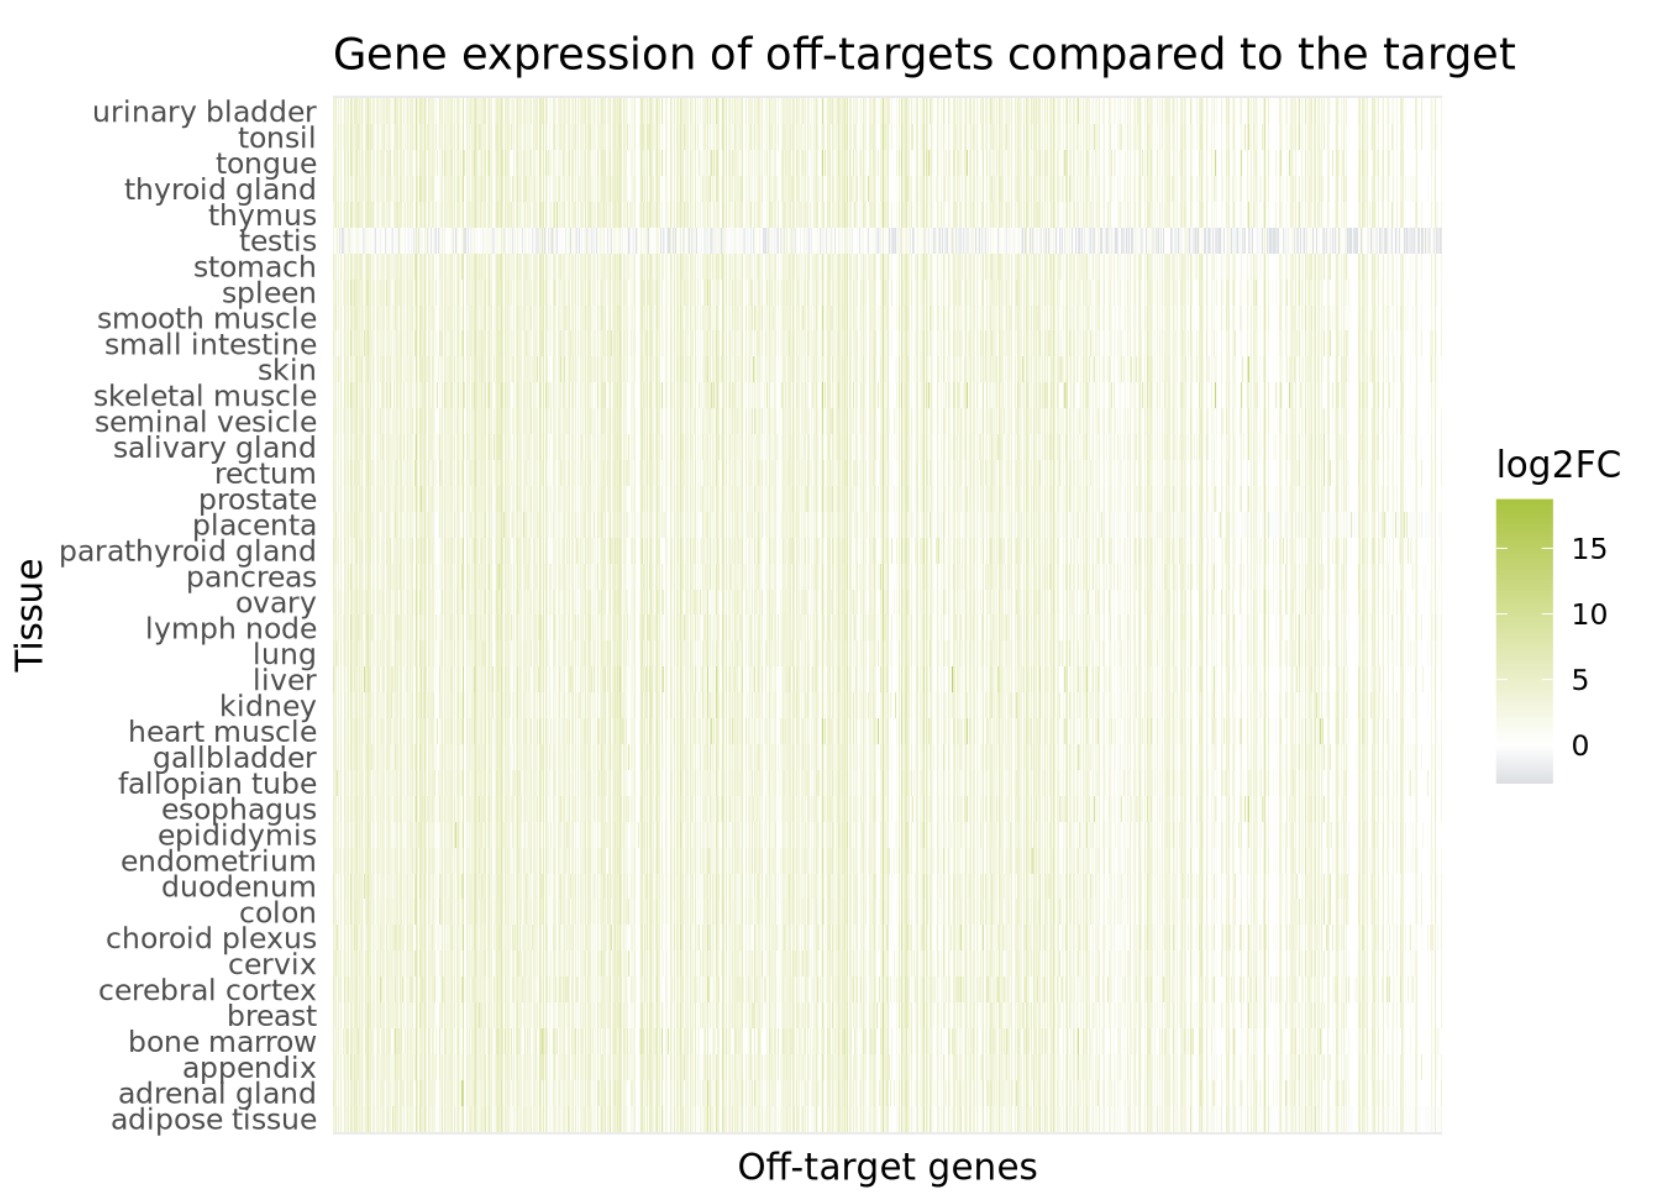 Gene expression of off-targets compared to the target
urinary bladder
tonsil
tongue
thyroid gland
thymus
testis
stomach
spleen
smooth muscle
small intestine
skin
skeletal muscle
seminal vesicle
salivary gland
rectum
prostate
placenta
parathyroid gland
pancreas
ovary
lymph node
lung
liver
kidney
heart muscle
gallbladder
fallopian tube
esophagus
epididymis
endometrium
duodenum
colon
choroid plexus
cervix
cerebral cortex
breast
bone marrow
appendix
adrenal gland
adipose tissue
Tissue
Off-target genes
log2FC
15
10
5
0